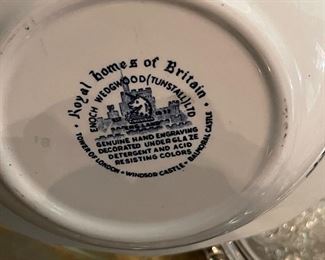 Royal Homes of Britain
ENOCH WEDGWOOD (TUNSTALL) LTD
GENUINE HAND ENGRAVING
DECORATED UNDERGLAZE
DETERGENT AND ACID
RESISTING COLORS
TOWER OF LONDON • WINDSOR CASTLE • BALMORAL CASTLE